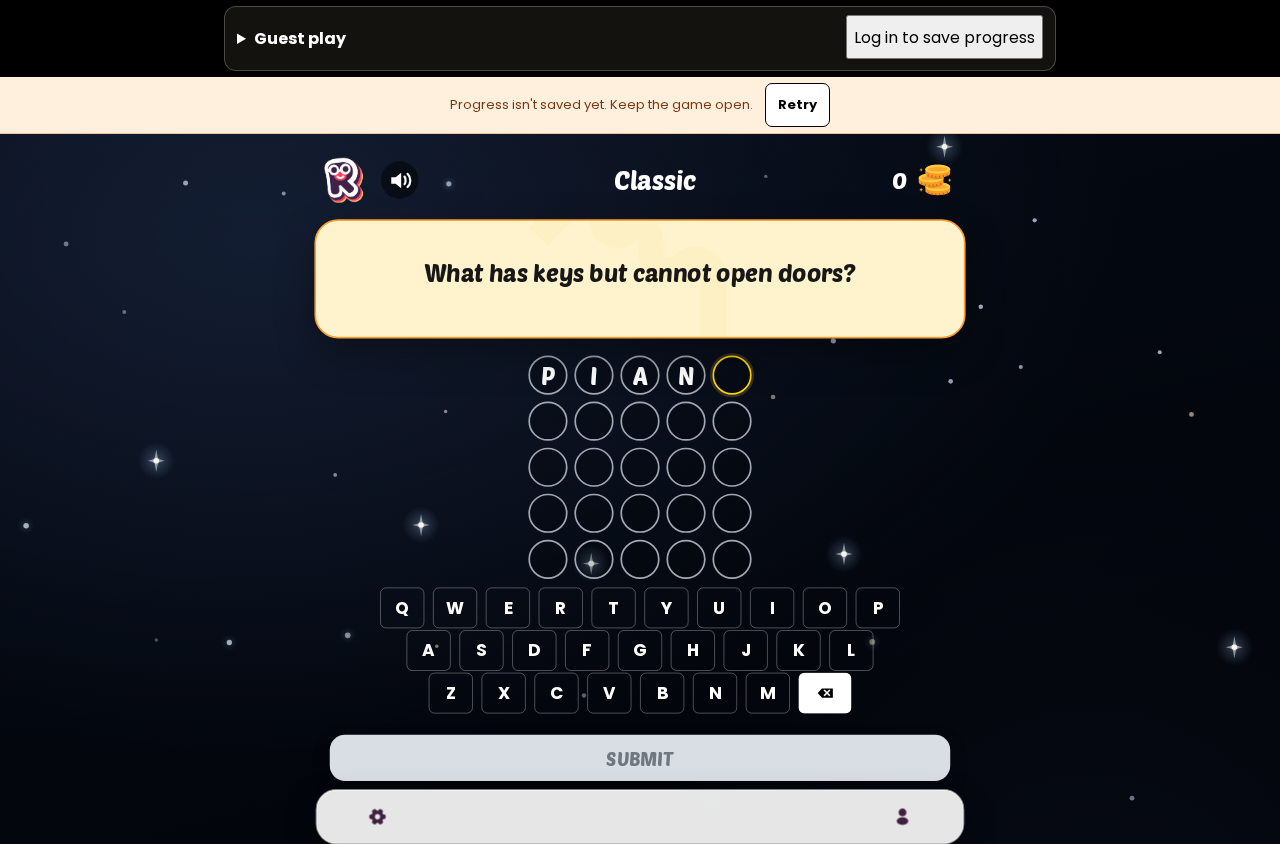 Guest play
Log in to save progress
Progress isn't saved yet. Keep the game open.
Retry
R
Classic
0
What has keys but cannot open doors?
P I A N
Q W E R T Y U I O P
A S D F G H J K L
Z X C V B N M
SUBMIT